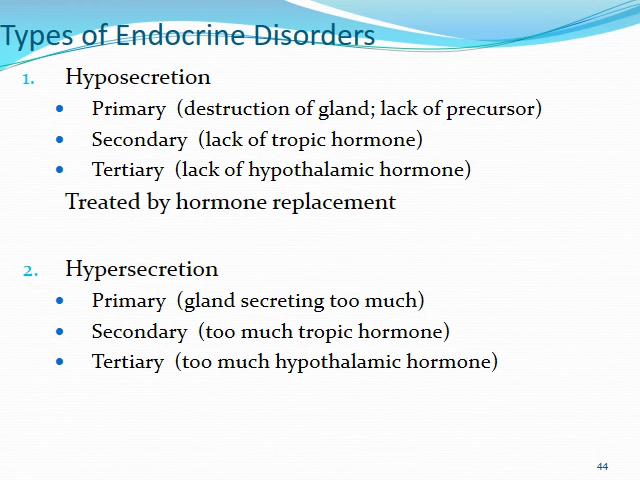 Types of Endocrine Disorders
1. Hyposecretion
• Primary (destruction of gland; lack of precursor)
• Secondary (lack of tropic hormone)
• Tertiary (lack of hypothalamic hormone)
Treated by hormone replacement
2. Hypersecretion
• Primary (gland secreting too much)
• Secondary (too much tropic hormone)
• Tertiary (too much hypothalamic hormone)
44